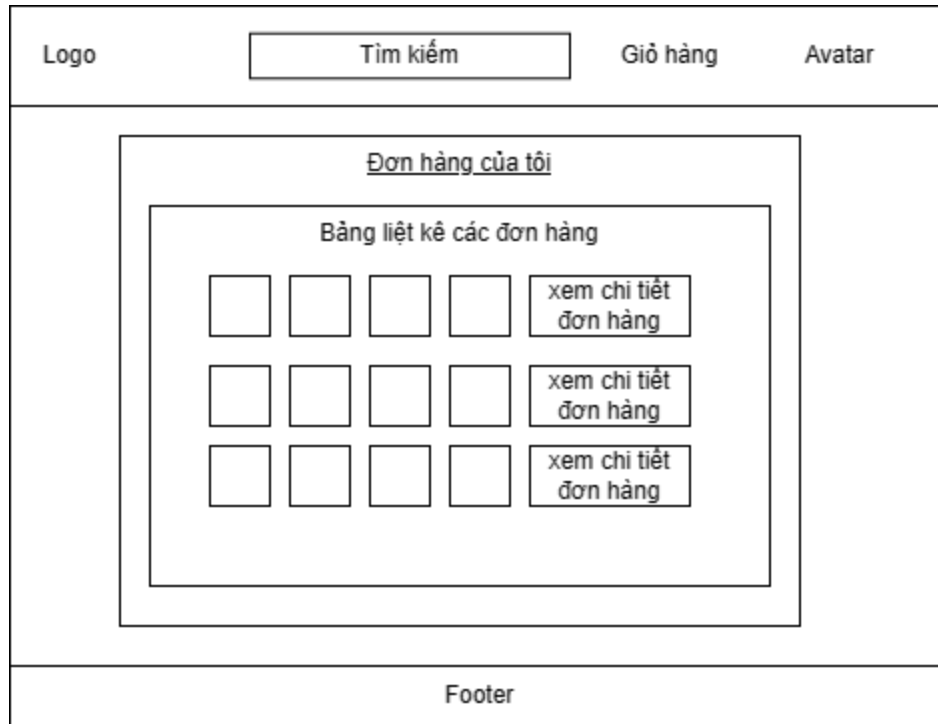 Logo
Tìm kiếm
Giỏ hàng
Avatar
Đơn hàng của tôi
Bảng liệt kê các đơn hàng
xem chi tiết
đơn hàng
xem chi tiết
đơn hàng
xem chi tiết
đơn hàng
Footer